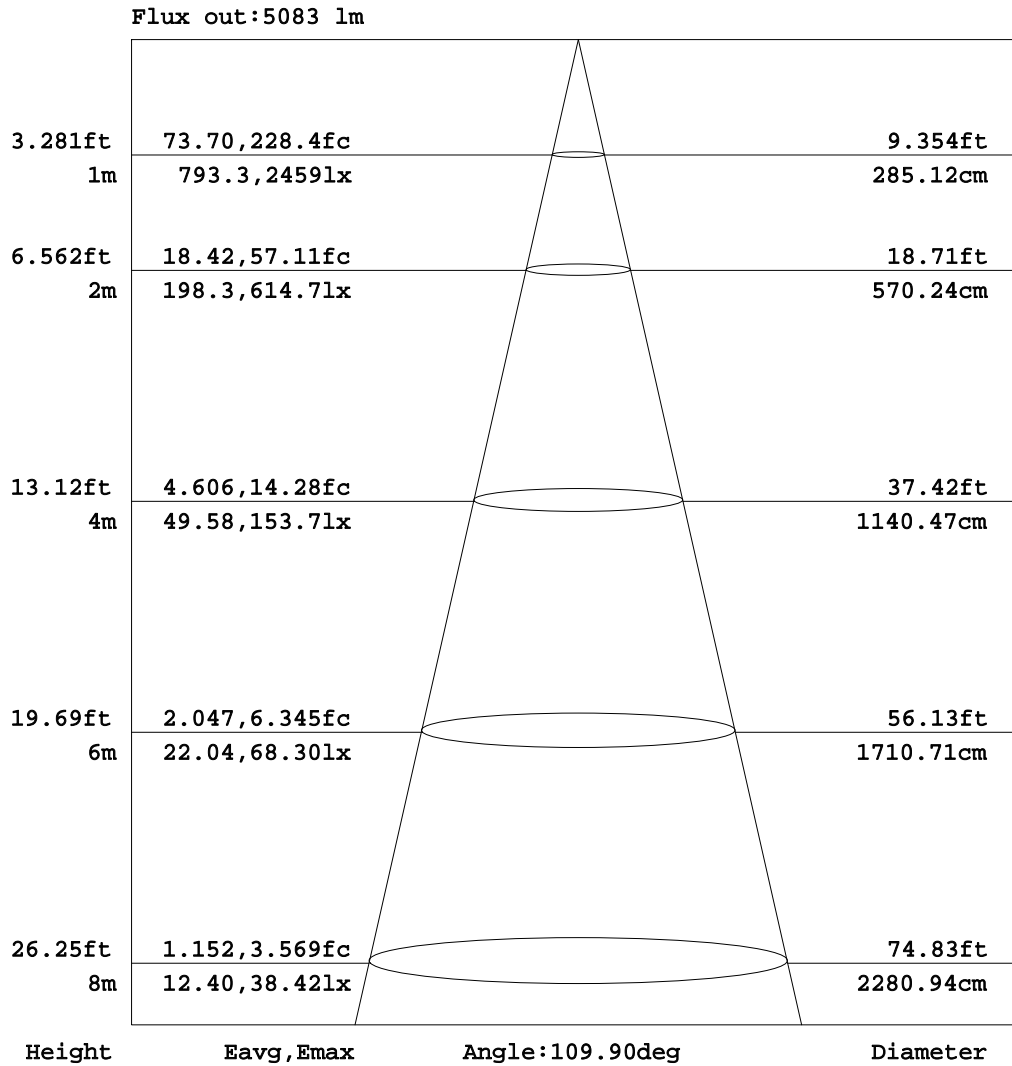 Flux out:5083 lm
3.281ft 73.70,228.4fc 9.354ft
1m 793.3,2459lx 285.12cm
6.562ft 18.42,57.11fc 18.71ft
2m 198.3,614.7lx 570.24cm
13.12ft 4.606,14.28fc 37.42ft
4m 49.58,153.7lx 1140.47cm
19.69ft 2.047,6.345fc 56.13ft
6m 22.04,68.30lx 1710.71cm
26.25ft 1.152,3.569fc 74.83ft
8m 12.40,38.42lx 2280.94cm
Height Eavg,Emax Angle:109.90deg Diameter